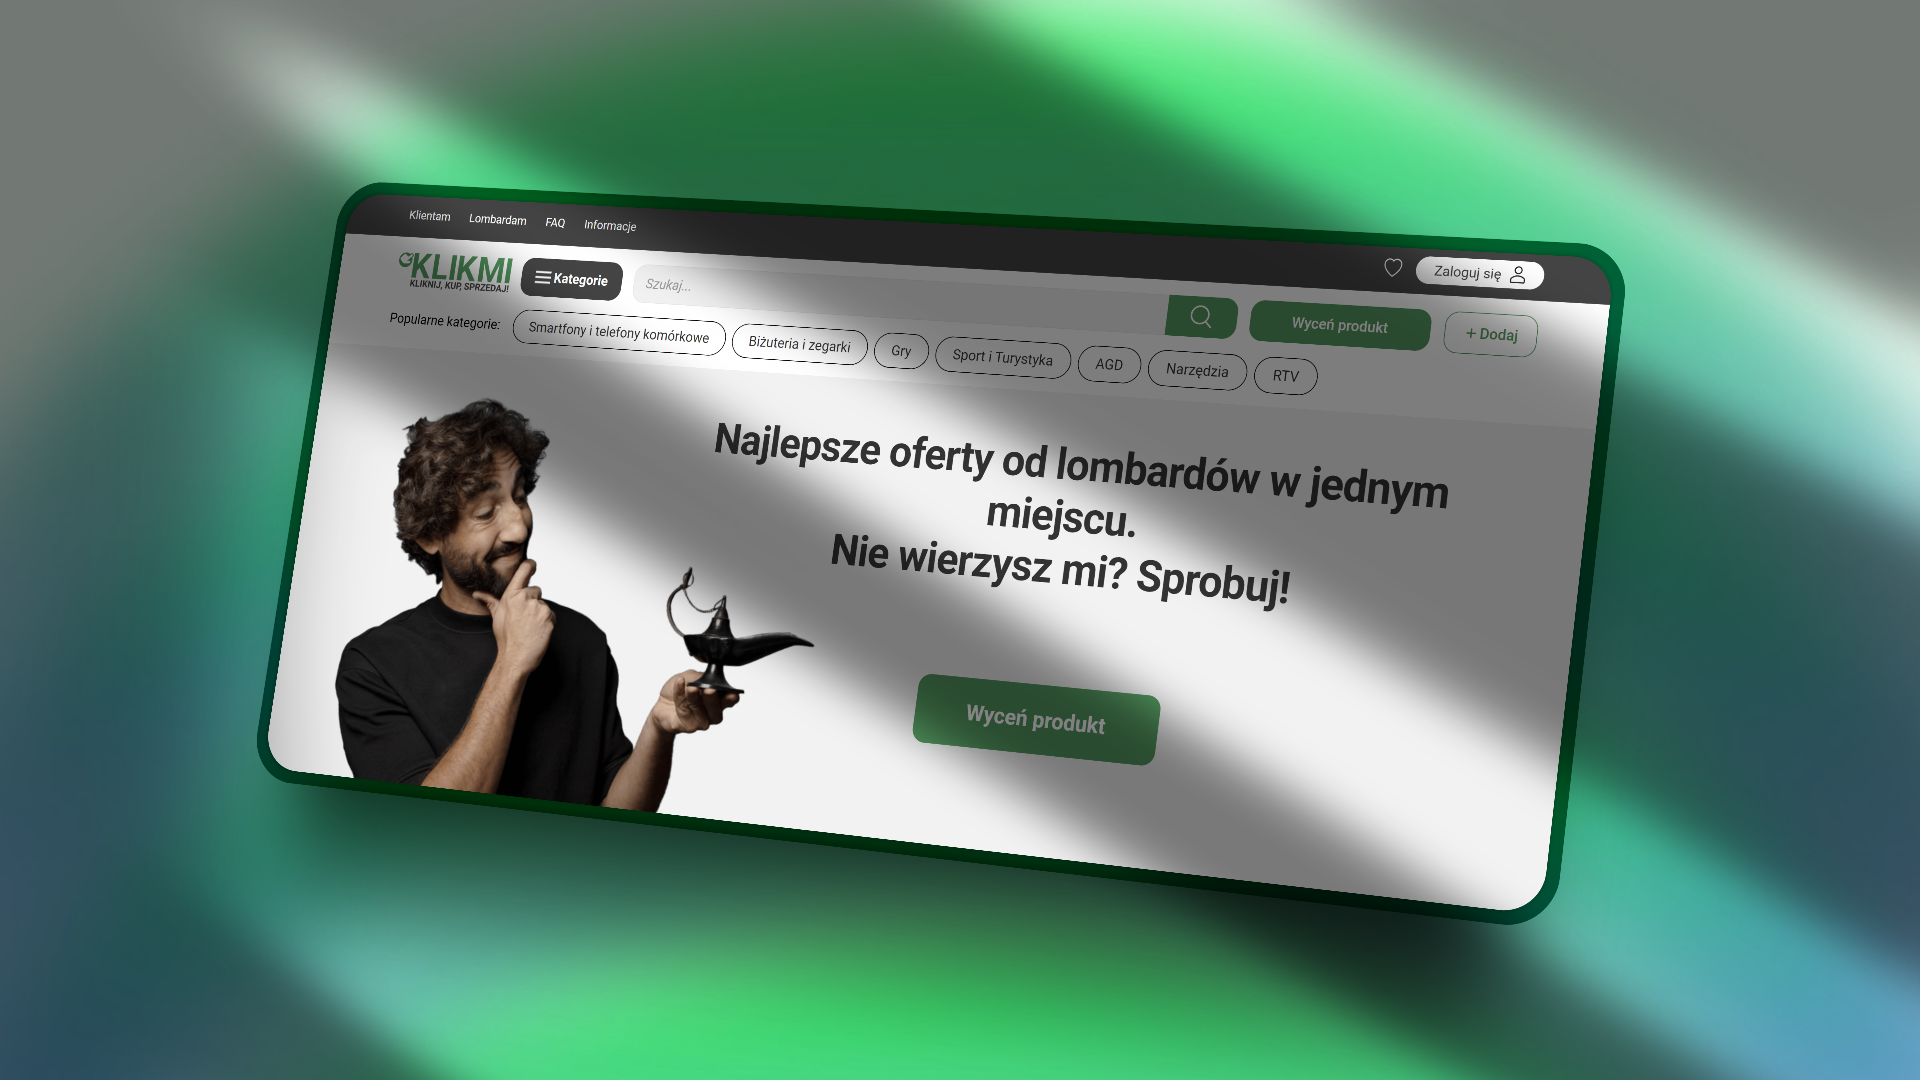 Klientam Lombardam FAQ Informacje
Zaloguj się
KLIKMI
KLIKNIJ, KUP, SPRZEDAJ!
Kategorie
Szukaj...
Wyceń produkt
+ Dodaj
Popularne kategorie:
Smartfony i telefony komórkowe
Biżuteria i zegarki
Gry
Sport i Turystyka
AGD
Narzędzia
RTV
Najlepsze oferty od lombardów w jednym
miejscu.
Nie wierzysz mi? Sprobuj!
Wyceń produkt